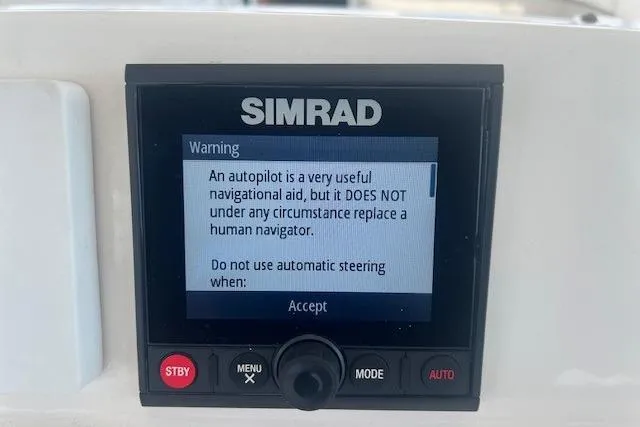 SIMRAD
Warning
An autopilot is a very useful
navigational aid, but it DOES NOT
under any circumstance replace a
human navigator.
Do not use automatic steering
when:
Accept
STBY
MENU
X
MODE
AUTO